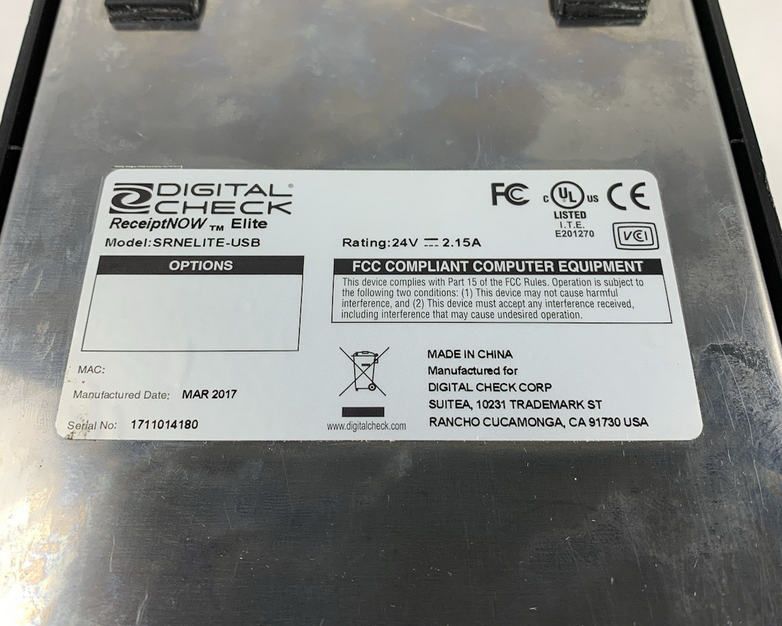 DIGITAL
CHECK®
ReceiptNOW™ Elite
Model:SRNELITE-USB
Rating:24V ⎓ 2.15A
FC
c UL US
LISTED
I.T.E.
E201270
CE
VCI
OPTIONS
FCC COMPLIANT COMPUTER EQUIPMENT
This device complies with Part 15 of the FCC Rules. Operation is subject to
the following two conditions: (1) This device may not cause harmful
interference, and (2) This device must accept any interference received,
including interference that may cause undesired operation.
MAC:
Manufactured Date: MAR 2017
Serial No: 1711014180
www.digitalcheck.com
MADE IN CHINA
Manufactured for
DIGITAL CHECK CORP
SUITEA, 10231 TRADEMARK ST
RANCHO CUCAMONGA, CA 91730 USA